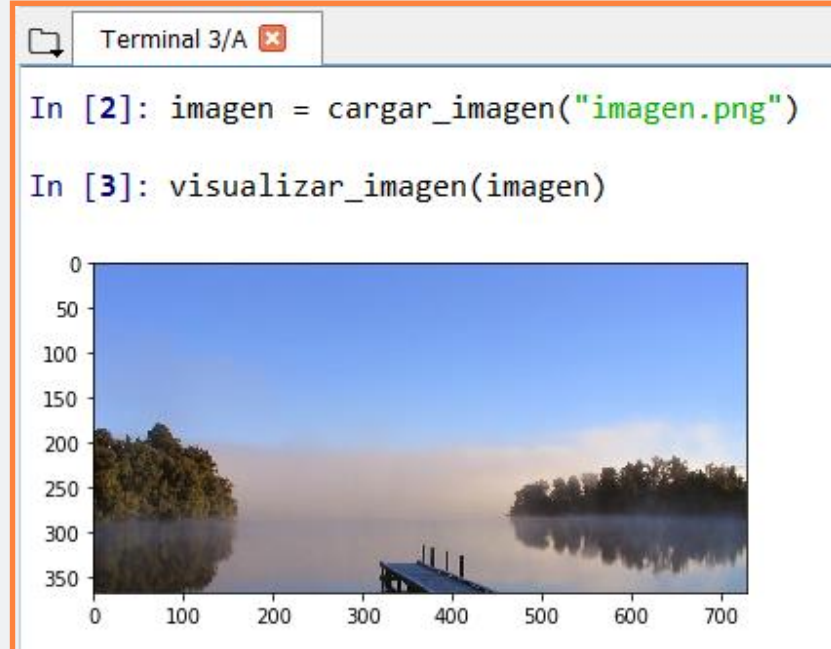 Terminal 3/A
In [2]: imagen = cargar_imagen("imagen.png")
In [3]: visualizar_imagen(imagen)
0
50
100
150
200
250
300
350
0 100 200 300 400 500 600 700